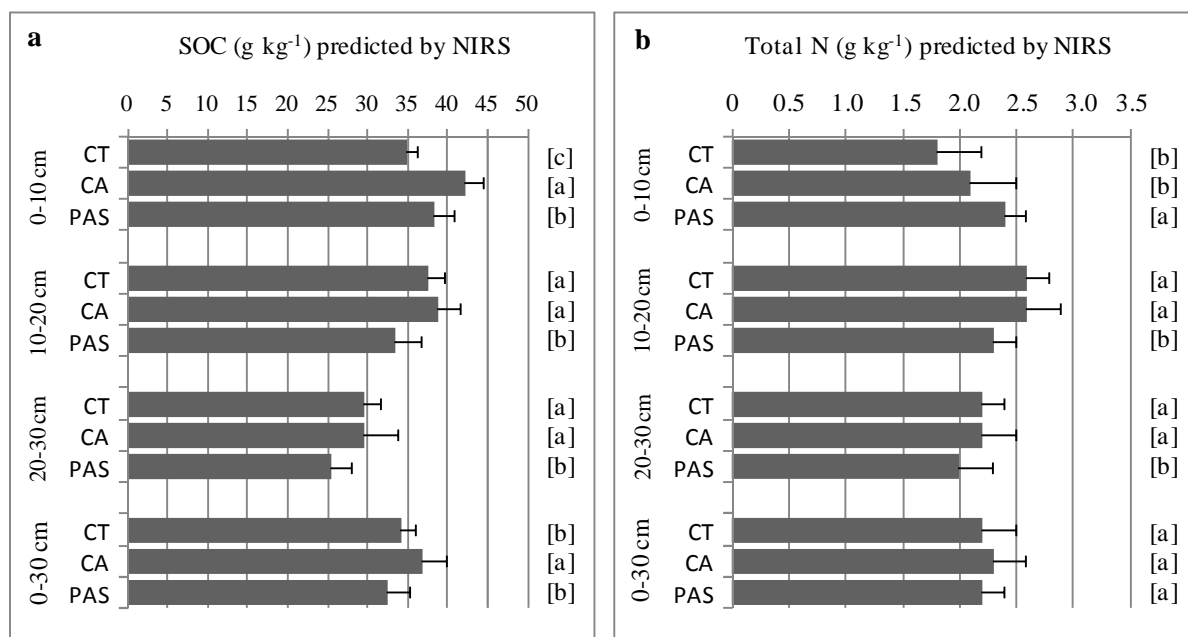 a
SOC (g kg⁻¹) predicted by NIRS
0 5 10 15 20 25 30 35 40 45 50
0-10 cm
CT [c]
CA [a]
PAS [b]
10-20 cm
CT [a]
CA [a]
PAS [b]
20-30 cm
CT [a]
CA [a]
PAS [b]
0-30 cm
CT [b]
CA [a]
PAS [b]
b
Total N (g kg⁻¹) predicted by NIRS
0 0.5 1.0 1.5 2.0 2.5 3.0 3.5
0-10 cm
CT [b]
CA [b]
PAS [a]
10-20 cm
CT [a]
CA [a]
PAS [b]
20-30 cm
CT [a]
CA [a]
PAS [b]
0-30 cm
CT [a]
CA [a]
PAS [a]